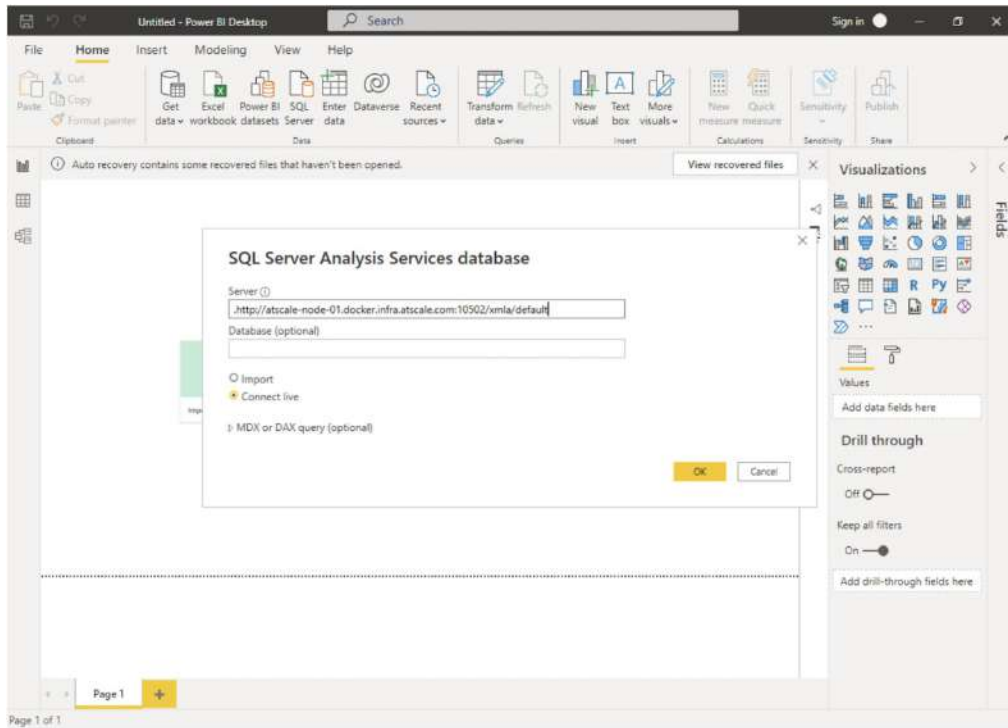 Untitled - Power BI Desktop
Search
Sign in
File Home Insert Modeling View Help
Paste
Cut
Copy
Format painter
Clipboard
Get data
Excel workbook
Power BI datasets
SQL Server
Enter data
Dataverse
Recent sources
Data
Transform data
Refresh
Queries
New visual
Text box
More visuals
Insert
New measure
Quick measure
Calculations
Sensitivity
Sensitivity
Publish
Share
Auto recovery contains some recovered files that haven't been opened.
View recovered files
SQL Server Analysis Services database
Server
.http://atscale-node-01.docker.infra.atscale.com:10502/xmla/default
Database (optional)
Import
Connect live
MDX or DAX query (optional)
OK
Cancel
Visualizations
Fields
R Py
Values
Add data fields here
Drill through
Cross-report
Off
Keep all filters
On
Add drill-through fields here
Page 1
Page 1 of 1